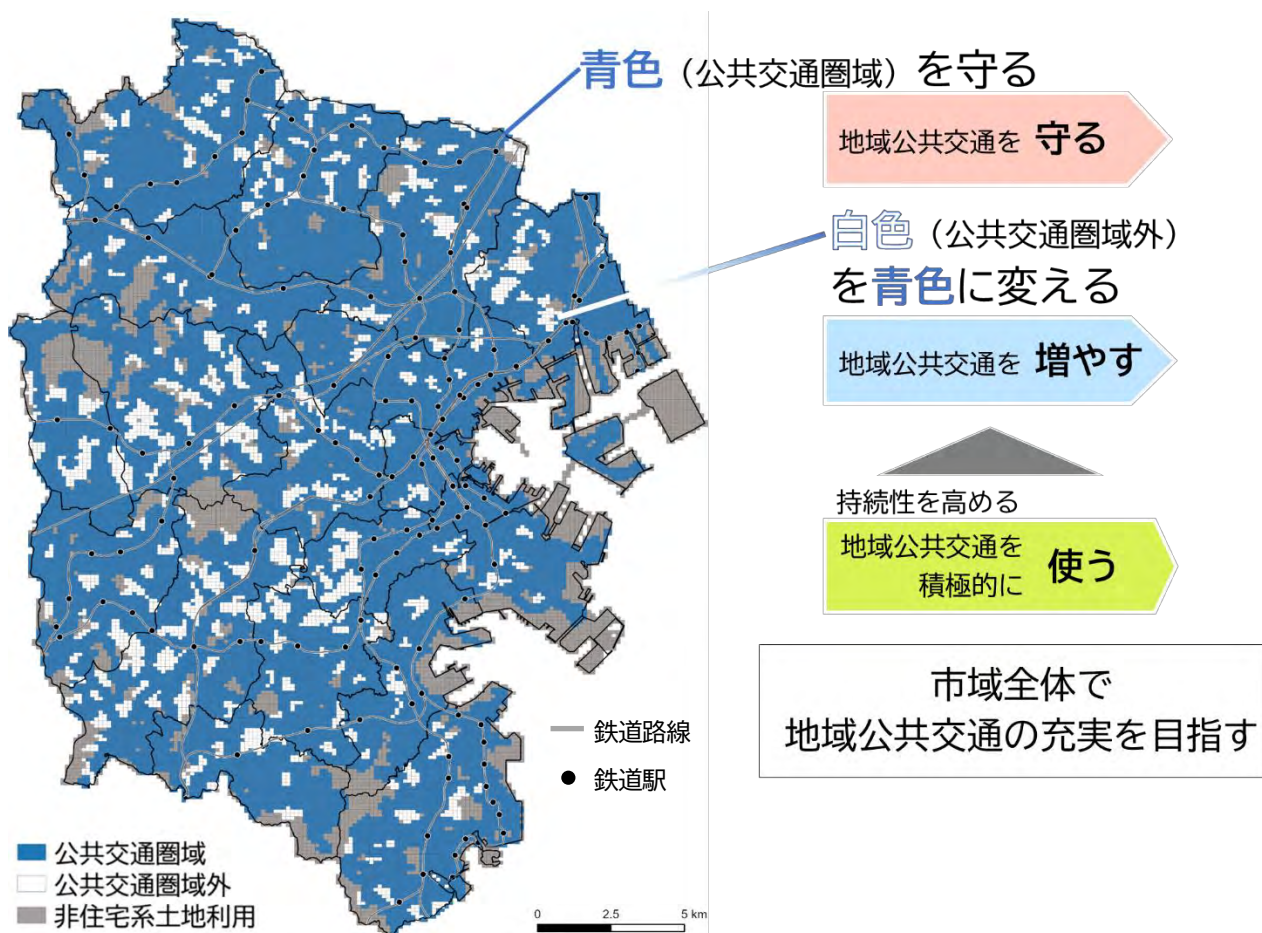 青色（公共交通圏域）を守る
地域公共交通を 守る
白色（公共交通圏域外）
を青色に変える
地域公共交通を 増やす
持続性を高める
地域公共交通を
積極的に 使う
市域全体で
地域公共交通の充実を目指す
鉄道路線
鉄道駅
公共交通圏域
公共交通圏域外
非住宅系土地利用
0 2.5 5 km